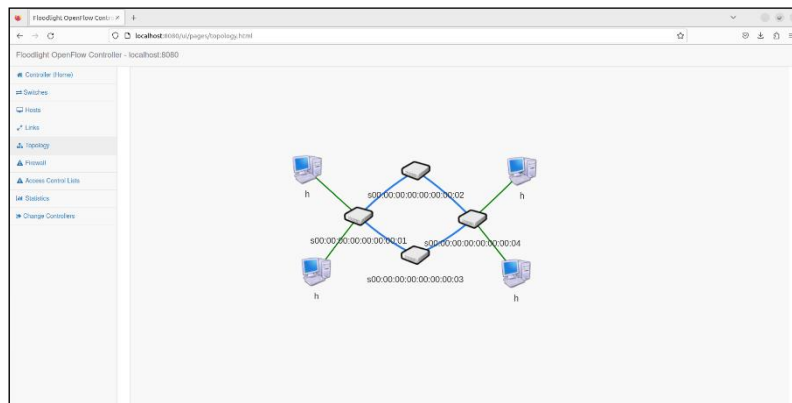 Floodlight OpenFlow Contro
localhost:8080/ui/pages/topology.html
Floodlight OpenFlow Controller - localhost:8080
Controller (Home)
Switches
Hosts
Links
Topology
Firewall
Access Control Lists
Statistics
Change Controllers
h
h
s00:00:00:00:00:00:00:02
s00:00:00:00:00:00:00:01
s00:00:00:00:00:00:00:04
s00:00:00:00:00:00:00:03
h
h